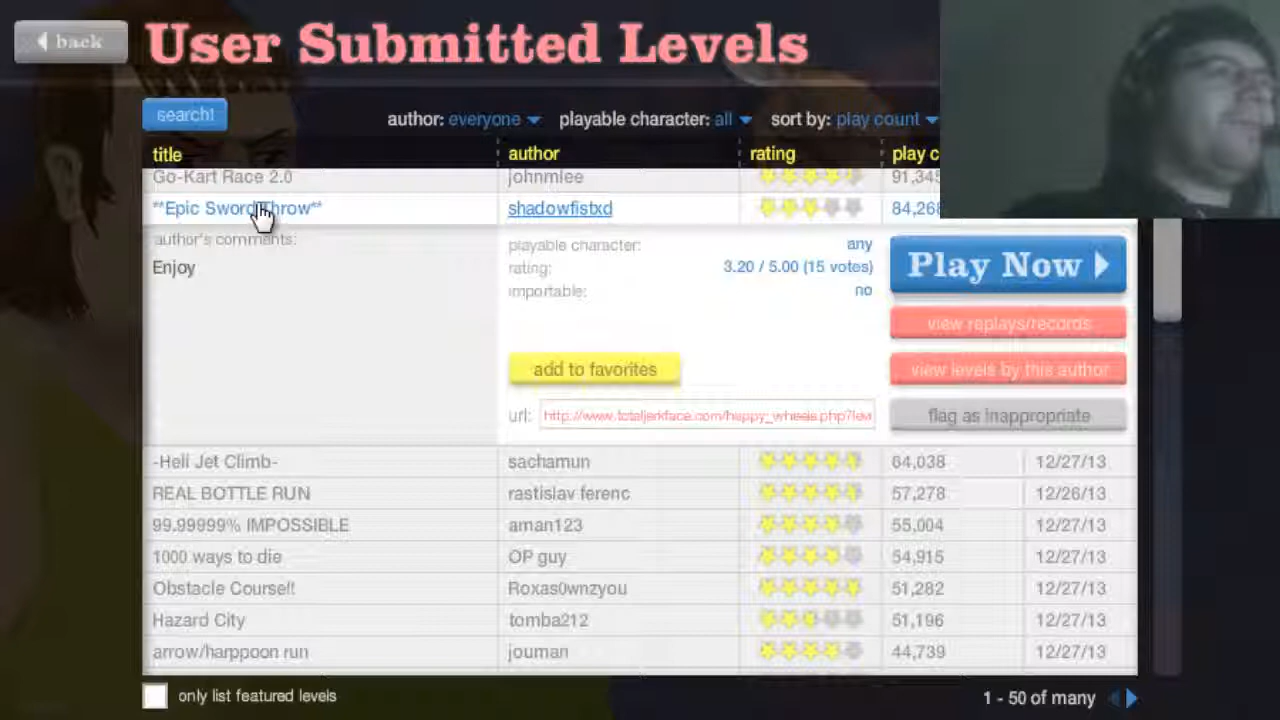 back
User Submitted Levels
search!
author: everyone playable character: all sort by: play count
title author rating play c
Go-Kart Race 2.0 johnmlee 91,345
**Epic Sword Throw** shadowfistxd 84,268
author's comments:
Enjoy
playable character: any
rating: 3.20 / 5.00 (15 votes)
importable: no
Play Now
view replays/records
add to favorites
view levels by this author
url: http://www.totaljerkface.com/happy_wheels.php?lev
flag as inappropriate
-Hell Jet Climb- sachamun 64,038 12/27/13
REAL BOTTLE RUN rastislav ferenc 57,278 12/26/13
99.99999% IMPOSSIBLE aman123 55,004 12/27/13
1000 ways to die OP guy 54,915 12/27/13
Obstacle Course!! Roxas0wnzyou 51,282 12/27/13
Hazard City tomba212 51,196 12/27/13
arrow/harppoon run jouman 44,739 12/27/13
only list featured levels
1 - 50 of many